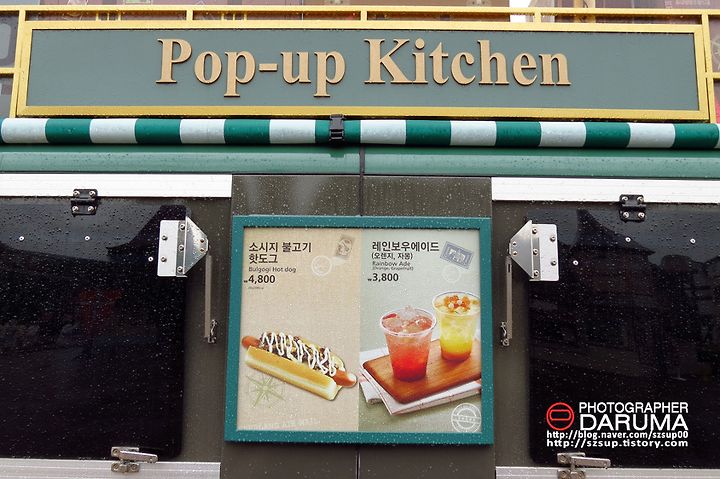 Pop-up Kitchen
소시지 불고기
핫도그
Bulgogi Hot dog
₩4,800
레인보우에이드
(오렌지, 자몽)
Rainbow Ade
(Orange, Grapefruit)
₩3,800
PHOTOGRAPHER
DARUMA
http://blog.naver.com/szsup00
http://szsup.tistory.com